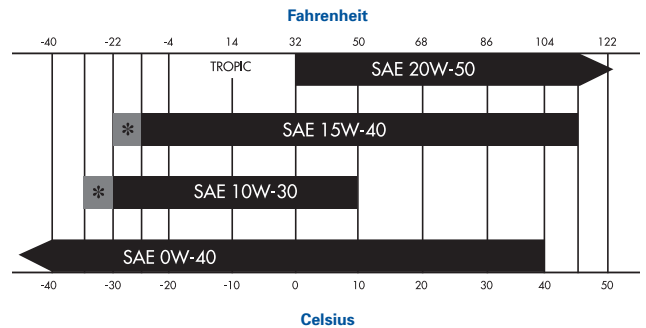 Fahrenheit
-40 -22 -4 14 32 50 68 86 104 122
TROPIC SAE 20W-50
* SAE 15W-40
* SAE 10W-30
SAE 0W-40
-40 -30 -20 -10 0 10 20 30 40 50
Celsius